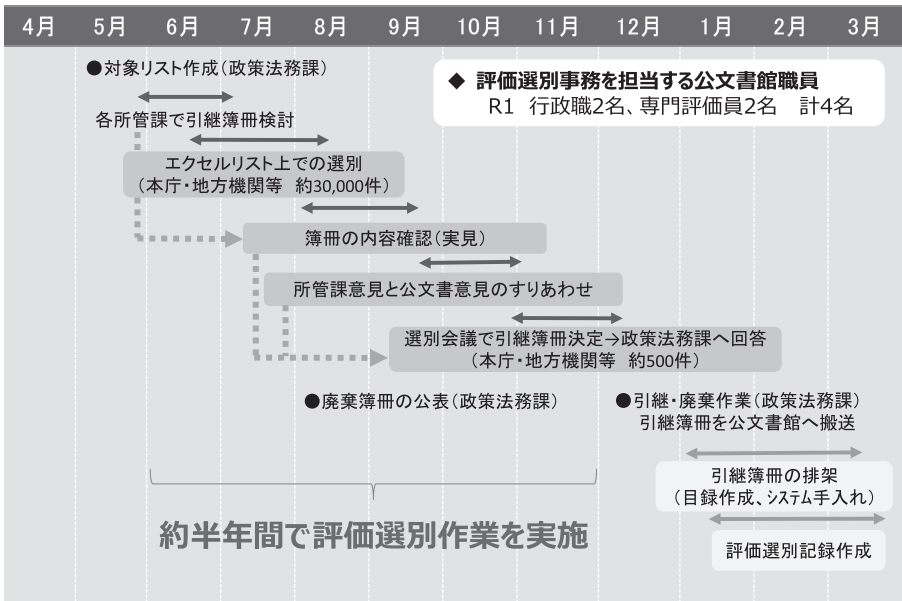 4月 5月 6月 7月 8月 9月 10月 11月 12月 1月 2月 3月
●対象リスト作成（政策法務課）
◆ 評価選別事務を担当する公文書館職員
R1 行政職2名、専門評価員2名 計4名
各所管課で引継簿冊検討
エクセルリスト上での選別
（本庁・地方機関等 約30,000件）
簿冊の内容確認（実見）
所管課意見と公文書意見のすりあわせ
選別会議で引継簿冊決定→政策法務課へ回答
（本庁・地方機関等 約500件）
●廃棄簿冊の公表（政策法務課）
●引継・廃棄作業（政策法務課）
引継簿冊を公文書館へ搬送
引継簿冊の排架
（目録作成、システム手入れ）
約半年間で評価選別作業を実施
評価選別記録作成